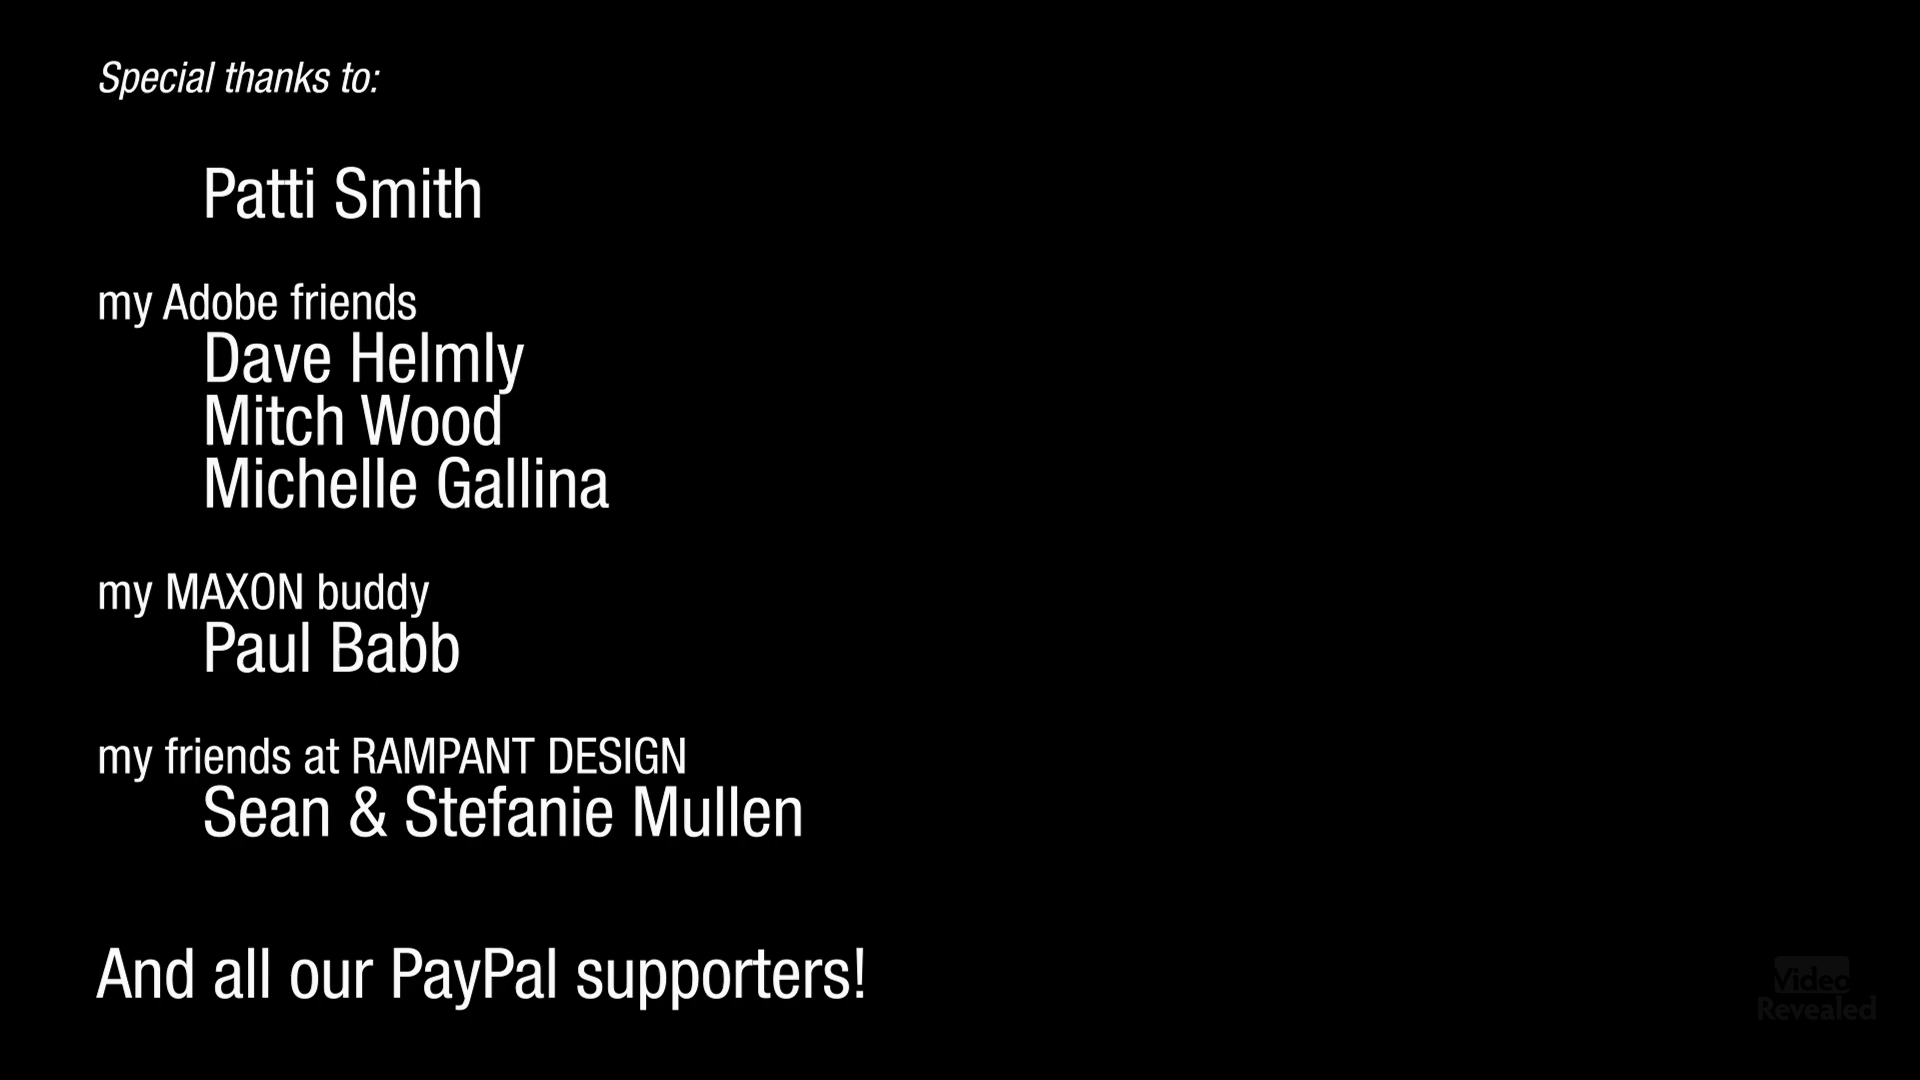 Special thanks to:
Patti Smith
my Adobe friends
Dave Helmly
Mitch Wood
Michelle Gallina
my MAXON buddy
Paul Babb
my friends at RAMPANT DESIGN
Sean & Stefanie Mullen
And all our PayPal supporters!
Video
Revealed